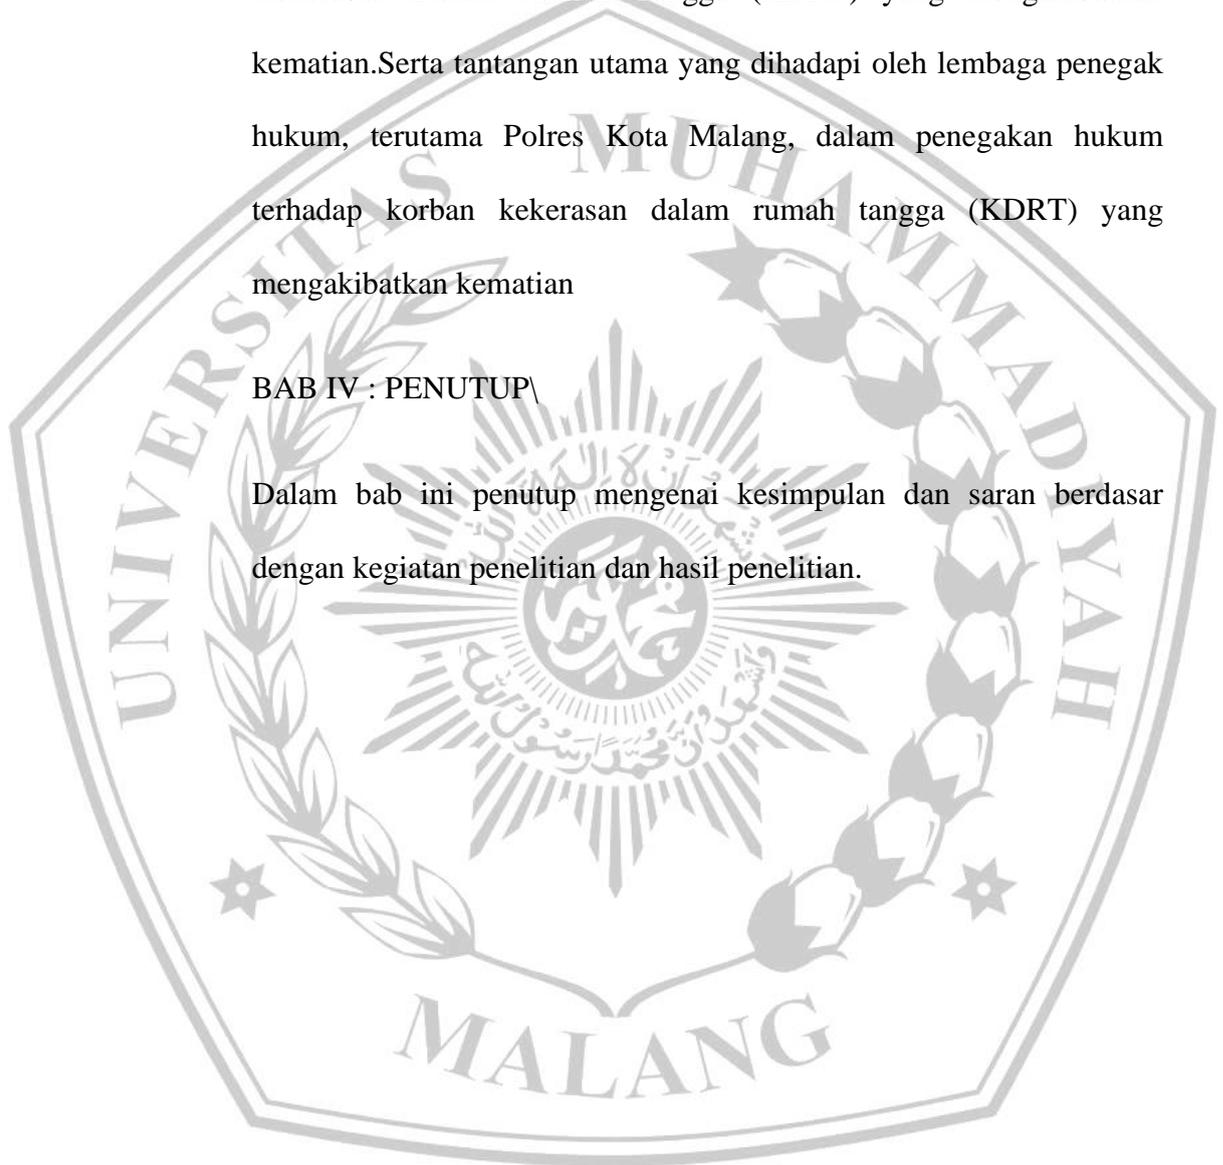 kematian.Serta tantangan utama yang dihadapi oleh lembaga penegak
hukum, terutama Polres Kota Malang, dalam penegakan hukum
terhadap korban kekerasan dalam rumah tangga (KDRT) yang
mengakibatkan kematian
BAB IV : PENUTUP\
Dalam bab ini penutup mengenai kesimpulan dan saran berdasar
dengan kegiatan penelitian dan hasil penelitian.
UNIVERSITAS MUHAMMADIYAH
MALANG